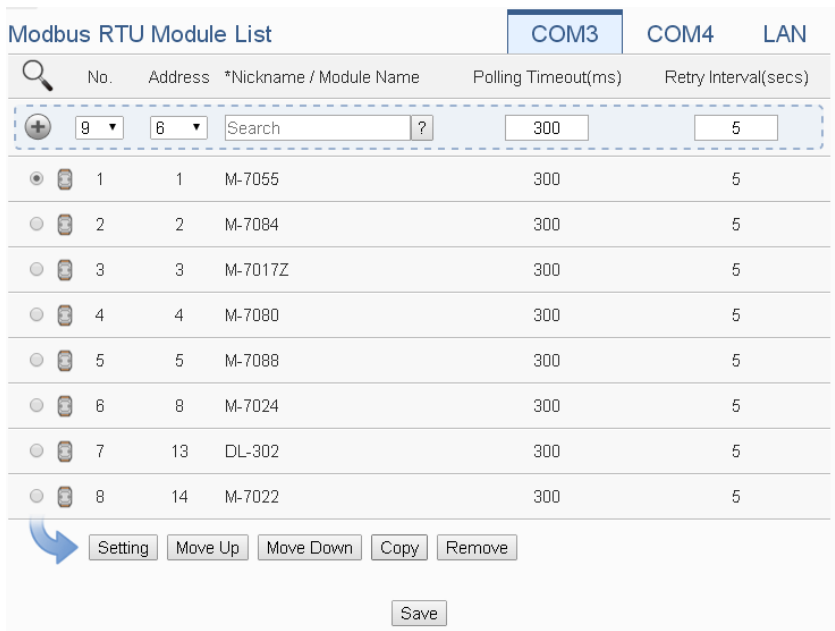 Modbus RTU Module List COM3 COM4 LAN
No. Address *Nickname / Module Name Polling Timeout(ms) Retry Interval(secs)
9 6 Search ? 300 5
1 1 M-7055 300 5
2 2 M-7084 300 5
3 3 M-7017Z 300 5
4 4 M-7080 300 5
5 5 M-7088 300 5
6 8 M-7024 300 5
7 13 DL-302 300 5
8 14 M-7022 300 5
Setting Move Up Move Down Copy Remove
Save